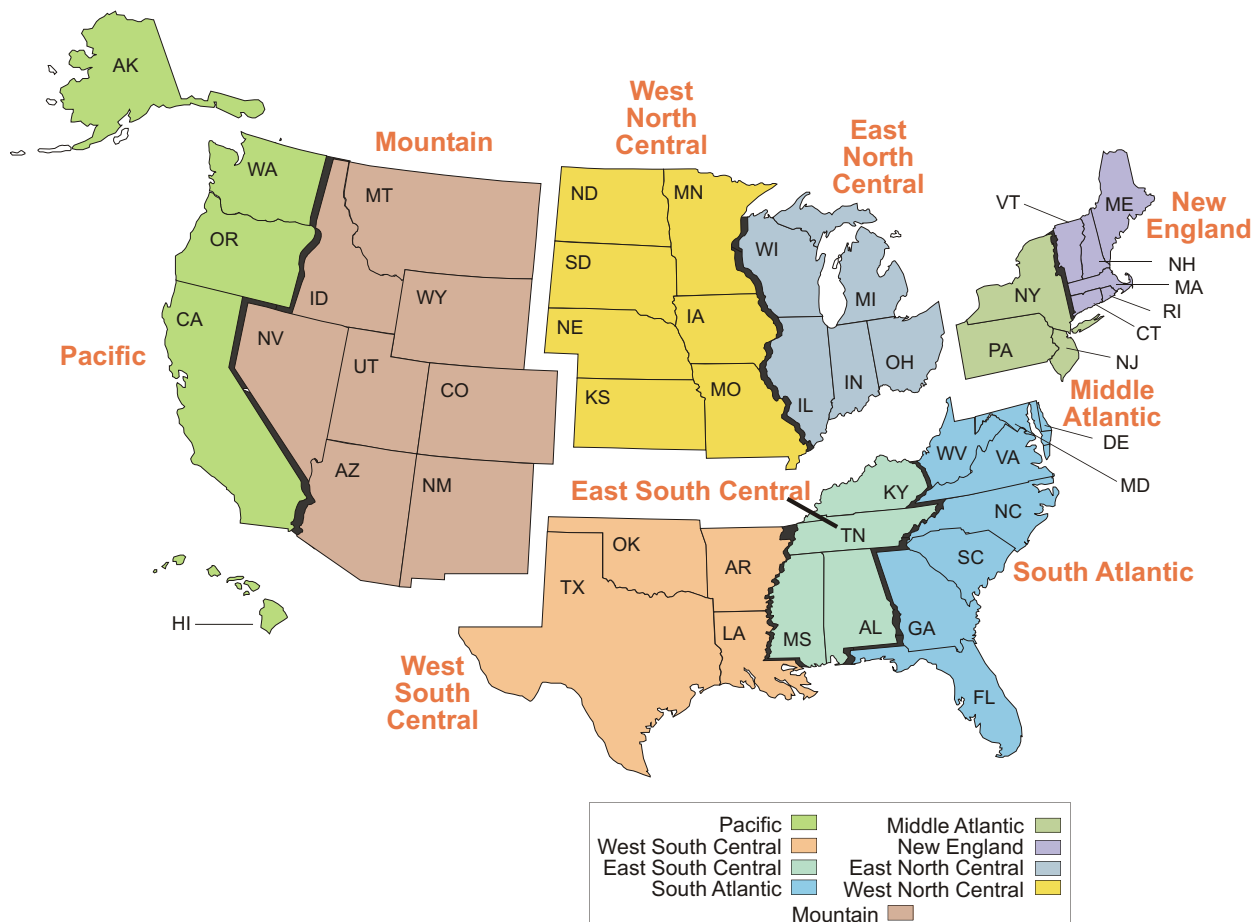 AK
West
North
Central
Mountain
East
North
Central
WA
MT
ND
MN
VT
ME
New
England
OR
SD
WI
NH
ID
WY
MI
NY
MA
CA
NV
NE
IA
RI
CT
Pacific
UT
CO
KS
MO
IL
IN
OH
PA
NJ
Middle
Atlantic
DE
AZ
NM
WV
VA
MD
East South Central
KY
NC
OK
AR
TN
SC
South Atlantic
TX
HI
LA
MS
AL
GA
West
South
Central
FL
Pacific
West South Central
East South Central
South Atlantic
Middle Atlantic
New England
East North Central
West North Central
Mountain